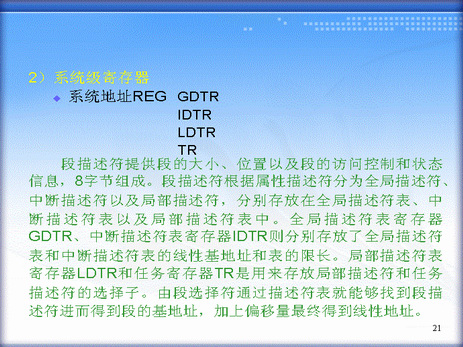 2）系统级寄存器
◆ 系统地址REG GDTR
IDTR
LDTR
TR
段描述符提供段的大小、位置以及段的访问控制和状态
信息，8字节组成。段描述符根据属性描述符分为全局描述符、
中断描述符以及局部描述符，分别存放在全局描述符表、中
断描述符表以及局部描述符表中。全局描述符表寄存器
GDTR、中断描述符表寄存器IDTR则分别存放了全局描述符
表和中断描述符表的线性基地址和表的限长。局部描述符表
寄存器LDTR和任务寄存器TR是用来存放局部描述符和任务
描述符的选择子。由段选择符通过描述符表就能够找到段描
述符进而得到段的基地址，加上偏移量最终得到线性地址。
21